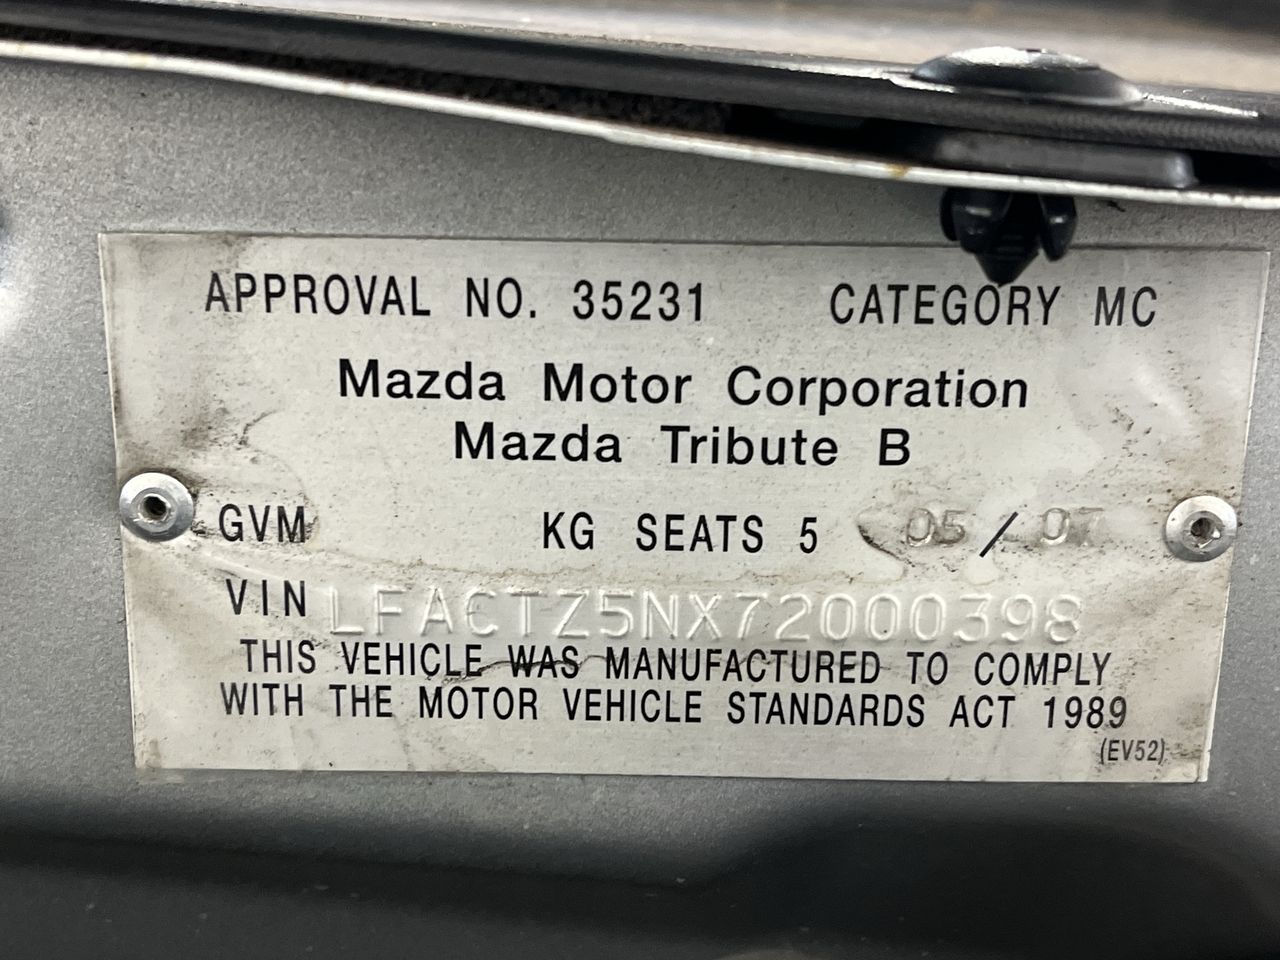 APPROVAL NO. 35231 CATEGORY MC
Mazda Motor Corporation
Mazda Tribute B
GVM KG SEATS 5 05 / 07
VIN LFACTZ5NX72000398
THIS VEHICLE WAS MANUFACTURED TO COMPLY
WITH THE MOTOR VEHICLE STANDARDS ACT 1989
(EV52)